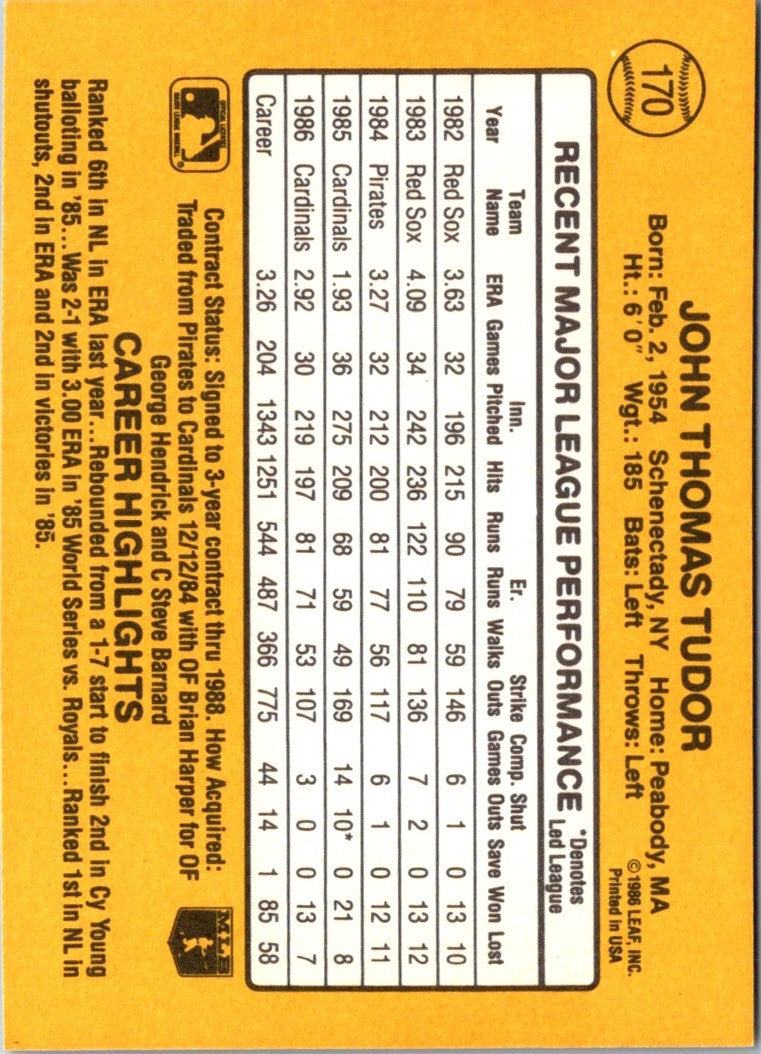 170
JOHN THOMAS TUDOR
Born: Feb. 2, 1954 Schenectady, NY Home: Peabody, MA
Ht.: 6'0" Wgt.: 185 Bats: Left Throws: Left
© 1986 LEAF, INC.
Printed in USA
RECENT MAJOR LEAGUE PERFORMANCE
*Denotes
Led League
Team Inn. Er. Strike Comp. Shut
Year Name ERA Games Pitched Hits Runs Runs Walks Outs Games Outs Save Won Lost
1982 Red Sox 3.63 32 196 215 90 79 59 146 6 1 0 13 10
1983 Red Sox 4.09 34 242 236 122 110 81 136 7 2 0 13 12
1984 Pirates 3.27 32 212 200 81 77 56 117 6 1 0 12 11
1985 Cardinals 1.93 36 275 209 68 59 49 169 14 10* 0 21 8
1986 Cardinals 2.92 30 219 197 81 71 53 107 3 0 0 13 7
Career 3.26 204 1343 1251 544 487 366 775 44 14 1 85 58
OFFICIAL LICENSEE
MAJOR LEAGUE BASEBALL
®
Contract Status: Signed to 3-year contract thru 1988. How Acquired:
Traded from Pirates to Cardinals 12/12/84 with OF Brian Harper for OF
George Hendrick and C Steve Barnard
MLB
CAREER HIGHLIGHTS
Ranked 6th in NL in ERA last year...Rebounded from a 1-7 start to finish 2nd in Cy Young
balloting in '85...Was 2-1 with 3.00 ERA in '85 World Series vs. Royals...Ranked 1st in NL in
shutouts, 2nd in ERA and 2nd in victories in '85.